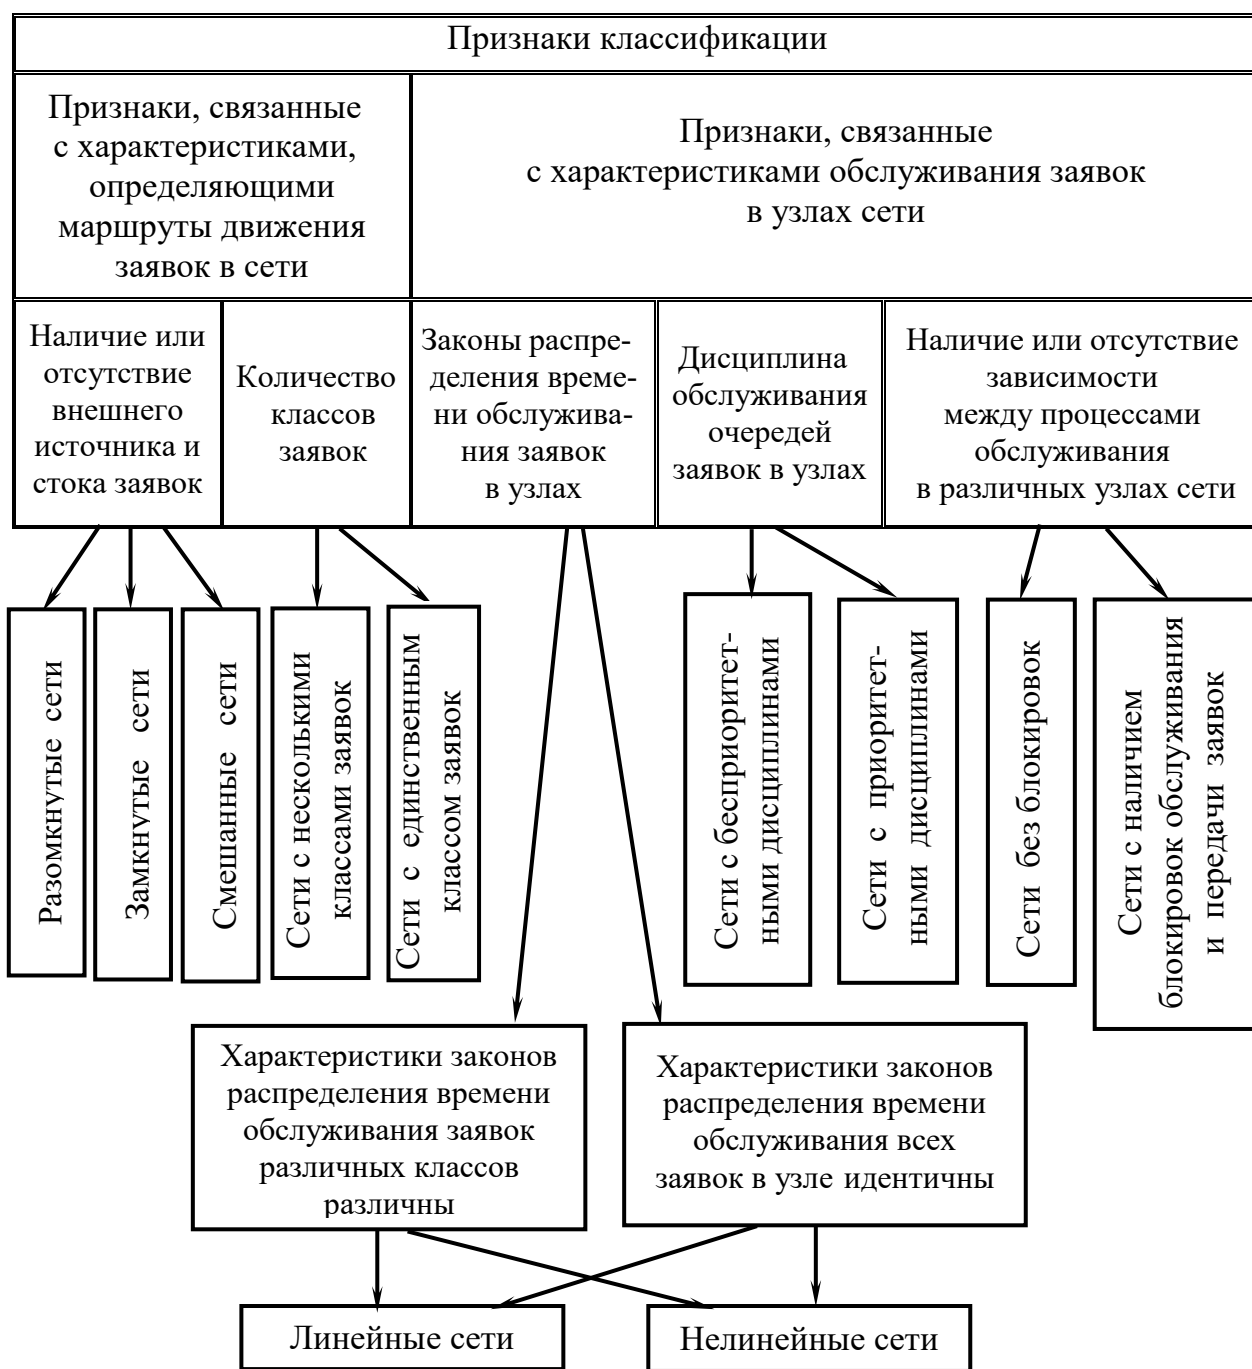 Признаки классификации
Признаки, связанные
с характеристиками,
определяющими
маршруты движения
заявок в сети
Признаки, связанные
с характеристиками обслуживания заявок
в узлах сети
Наличие или
отсутствие
внешнего
источника и
стока заявок
Количество
классов
заявок
Законы распре-
деления време-
ни обслужива-
ния заявок
в узлах
Дисциплина
обслуживания
очередей
заявок в узлах
Наличие или отсутствие
зависимости
между процессами
обслуживания
в различных узлах сети
Разомкнутые сети
Замкнутые сети
Смешанные сети
Сети с несколькими
классами заявок
Сети с единственным
классом заявок
Сети с бесприоритет-
ными дисциплинами
Сети с приоритет-
ными дисциплинами
Сети без блокировок
Сети с наличием
блокировок обслуживания
и передачи заявок
Характеристики законов
распределения времени
обслуживания заявок
различных классов
различны
Характеристики законов
распределения времени
обслуживания всех
заявок в узле идентичны
Линейные сети
Нелинейные сети